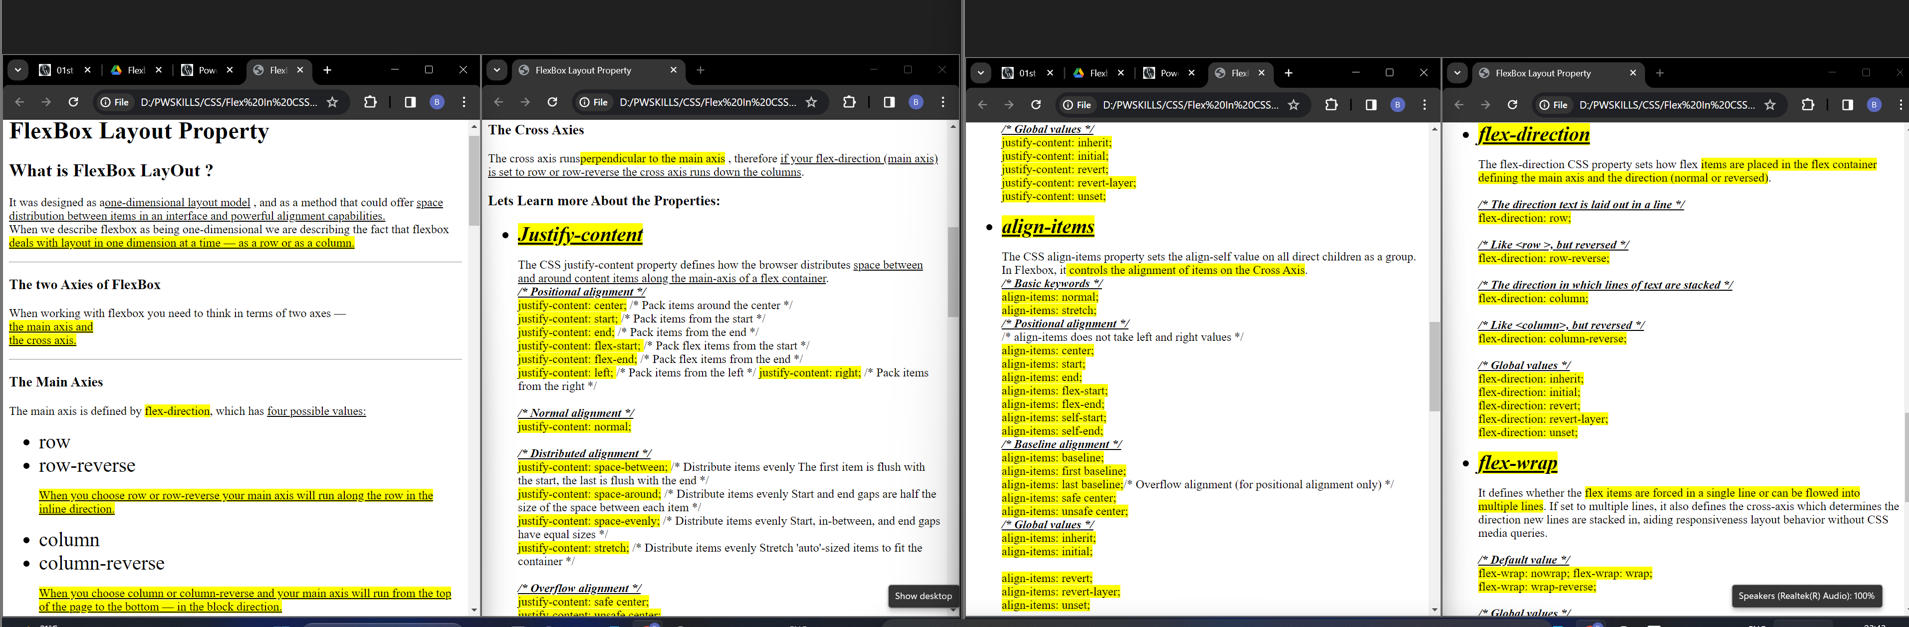 01st
Flexl
Pow
Flexl
File D:/PWSKILLS/CSS/Flex%20In%20CSS...
B
FlexBox Layout Property
What is FlexBox LayOut ?
It was designed as aone-dimensional layout model , and as a method that could offer space
distribution between items in an interface and powerful alignment capabilities.
When we describe flexbox as being one-dimensional we are describing the fact that flexbox
deals with layout in one dimension at a time — as a row or as a column.
The two Axies of FlexBox
When working with flexbox you need to think in terms of two axes —
the main axis and
the cross axis.
The Main Axies
The main axis is defined by flex-direction, which has four possible values:
row
row-reverse
When you choose row or row-reverse your main axis will run along the row in the
inline direction.
column
column-reverse
When you choose column or column-reverse and your main axis will run from the top
of the page to the bottom — in the block direction.
FlexBox Layout Property
File D:/PWSKILLS/CSS/Flex%20In%20CSS...
B
The Cross Axies
The cross axis runsperpendicular to the main axis , therefore if your flex-direction (main axis)
is set to row or row-reverse the cross axis runs down the columns.
Lets Learn more About the Properties:
Justify-content
The CSS justify-content property defines how the browser distributes space between
and around content items along the main-axis of a flex container.
/* Positional alignment */
justify-content: center; /* Pack items around the center */
justify-content: start; /* Pack items from the start */
justify-content: end; /* Pack items from the end */
justify-content: flex-start; /* Pack flex items from the start */
justify-content: flex-end; /* Pack flex items from the end */
justify-content: left; /* Pack items from the left */ justify-content: right; /* Pack items
from the right */
/* Normal alignment */
justify-content: normal;
/* Distributed alignment */
justify-content: space-between; /* Distribute items evenly The first item is flush with
the start, the last is flush with the end */
justify-content: space-around; /* Distribute items evenly Start and end gaps are half the
size of the space between each item */
justify-content: space-evenly; /* Distribute items evenly Start, in-between, and end gaps
have equal sizes */
justify-content: stretch; /* Distribute items evenly Stretch 'auto'-sized items to fit the
container */
/* Overflow alignment */
justify-content: safe center;
justify-content: unsafe center;
Show desktop
01st
Flexl
Pow
Flexl
File D:/PWSKILLS/CSS/Flex%20In%20CSS...
B
/* Global values */
justify-content: inherit;
justify-content: initial;
justify-content: revert;
justify-content: revert-layer;
justify-content: unset;
align-items
The CSS align-items property sets the align-self value on all direct children as a group.
In Flexbox, it controls the alignment of items on the Cross Axis.
/* Basic keywords */
align-items: normal;
align-items: stretch;
/* Positional alignment */
/* align-items does not take left and right values */
align-items: center;
align-items: start;
align-items: end;
align-items: flex-start;
align-items: flex-end;
align-items: self-start;
align-items: self-end;
/* Baseline alignment */
align-items: baseline;
align-items: first baseline;
align-items: last baseline;/* Overflow alignment (for positional alignment only) */
align-items: safe center;
align-items: unsafe center;
/* Global values */
align-items: inherit;
align-items: initial;
align-items: revert;
align-items: revert-layer;
align-items: unset;
FlexBox Layout Property
File D:/PWSKILLS/CSS/Flex%20In%20CSS...
B
flex-direction
The flex-direction CSS property sets how flex items are placed in the flex container
defining the main axis and the direction (normal or reversed).
/* The direction text is laid out in a line */
flex-direction: row;
/* Like <row >, but reversed */
flex-direction: row-reverse;
/* The direction in which lines of text are stacked */
flex-direction: column;
/* Like <column>, but reversed */
flex-direction: column-reverse;
/* Global values */
flex-direction: inherit;
flex-direction: initial;
flex-direction: revert;
flex-direction: revert-layer;
flex-direction: unset;
flex-wrap
It defines whether the flex items are forced in a single line or can be flowed into
multiple lines. If set to multiple lines, it also defines the cross-axis which determines the
direction new lines are stacked in, aiding responsiveness layout behavior without CSS
media queries.
/* Default value */
flex-wrap: nowrap; flex-wrap: wrap;
flex-wrap: wrap-reverse;
/* Global values */
Speakers (Realtek(R) Audio): 100%